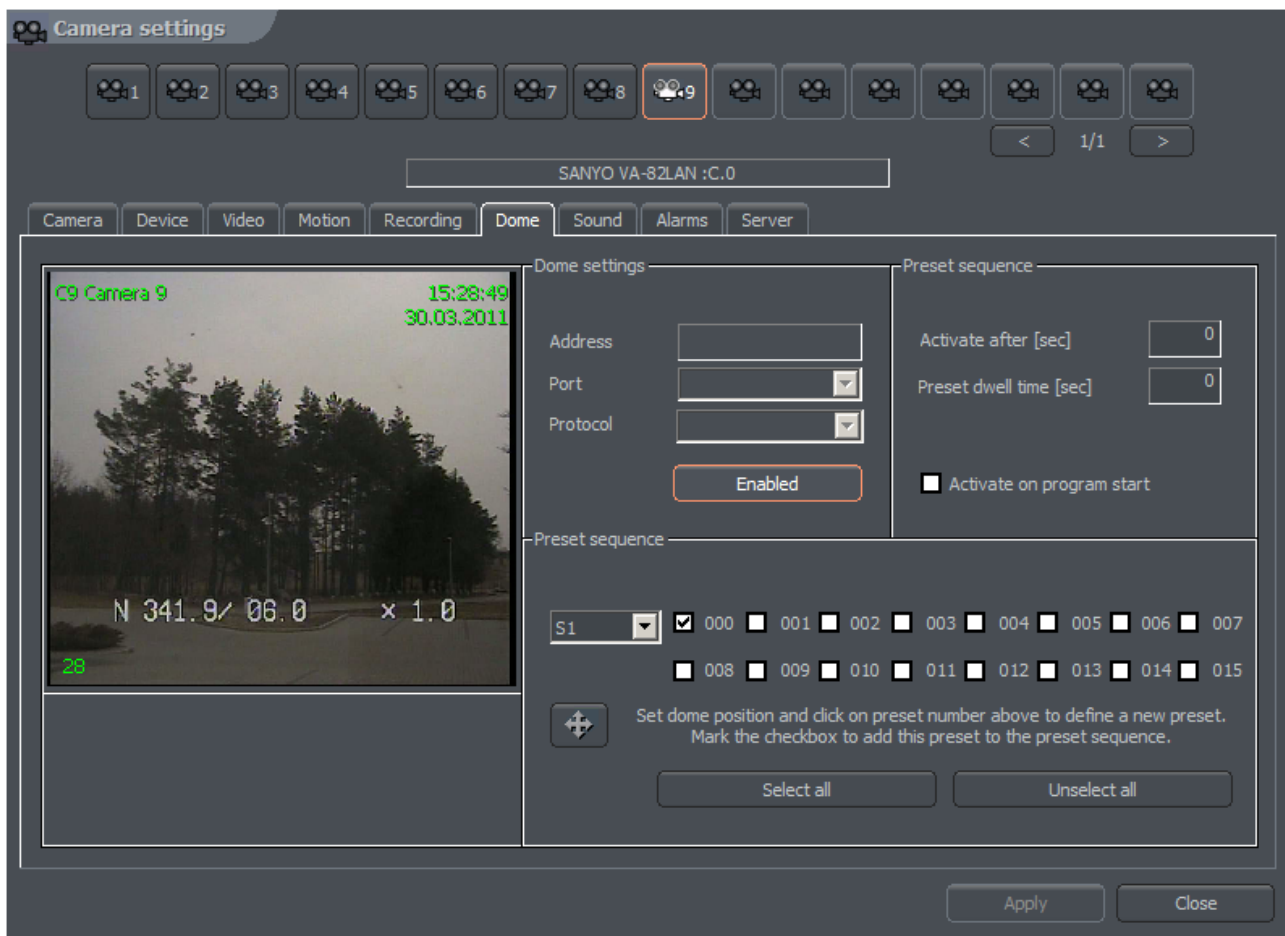 Camera settings
1 2 3 4 5 6 7 8 9
< 1/1 >
SANYO VA-82LAN :C.0
Camera Device Video Motion Recording Dome Sound Alarms Server
C9 Camera 9 15:28:49
30.03.2011
N 341.9/ 06.0 x 1.0
28
Dome settings
Address
Port
Protocol
Enabled
Preset sequence
Activate after [sec] 0
Preset dwell time [sec] 0
Activate on program start
Preset sequence
S1 000 001 002 003 004 005 006 007
008 009 010 011 012 013 014 015
Set dome position and click on preset number above to define a new preset.
Mark the checkbox to add this preset to the preset sequence.
Select all Unselect all
Apply Close